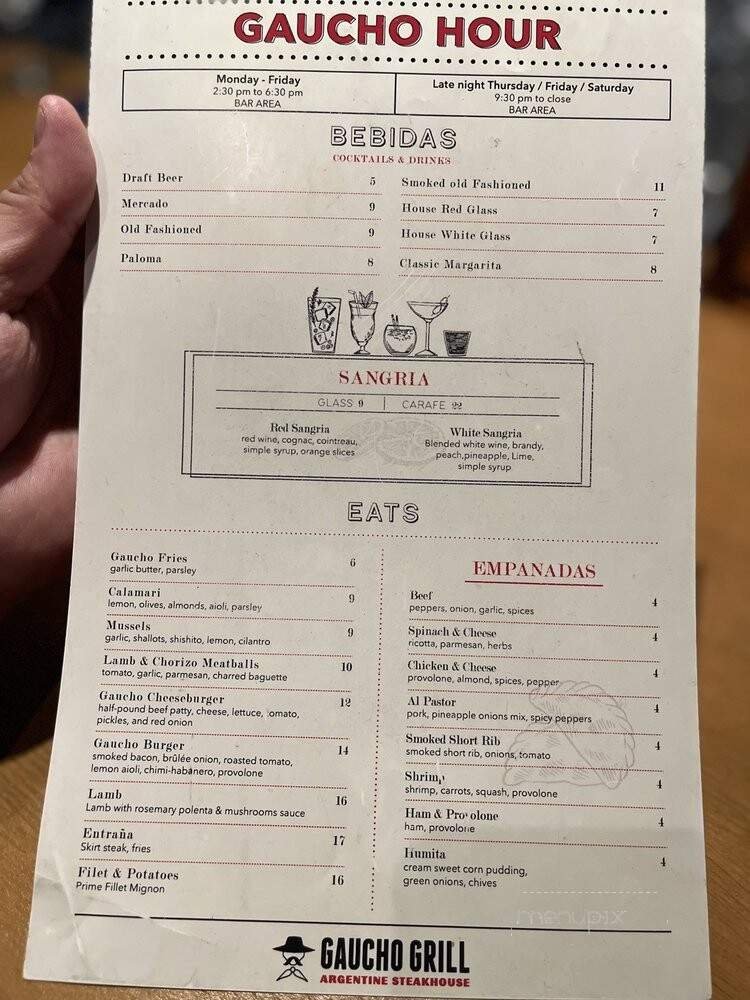 GAUCHO HOUR
Monday - Friday
2:30 pm to 6:30 pm
BAR AREA
Late night Thursday / Friday / Saturday
9:30 pm to close
BAR AREA
BEBIDAS
COCKTAILS & DRINKS
Draft Beer 5
Mercado 9
Old Fashioned 9
Paloma 8
Smoked old Fashioned 11
House Red Glass 7
House White Glass 7
Classic Margarita 8
SANGRIA
GLASS 9 | CARAFE 22
Red Sangria
red wine, cognac, cointreau,
simple syrup, orange slices
White Sangria
Blended white wine, brandy,
peach,pineapple, Lime,
simple syrup
EATS
Gaucho Fries 6
garlic butter, parsley
Calamari 9
lemon, olives, almonds, aioli, parsley
Mussels 9
garlic, shallots, shishito, lemon, cilantro
Lamb & Chorizo Meatballs 10
tomato, garlic, parmesan, charred baguette
Gaucho Cheeseburger 12
half-pound beef patty, cheese, lettuce, tomato,
pickles, and red onion
Gaucho Burger 14
smoked bacon, brûlée onion, roasted tomato,
lemon aioli, chimi-habanero, provolone
Lamb 16
Lamb with rosemary polenta & mushrooms sauce
Entraña 17
Skirt steak, fries
Filet & Potatoes 16
Prime Fillet Mignon
EMPANADAS
Beef 4
peppers, onion, garlic, spices
Spinach & Cheese 4
ricotta, parmesan, herbs
Chicken & Cheese 4
provolone, almond, spices, pepper
Al Pastor 4
pork, pineapple onions mix, spicy peppers
Smoked Short Rib 4
smoked short rib, onions, tomato
Shrimp 4
shrimp, carrots, squash, provolone
Ham & Provolone 4
ham, provolone
Humita 4
cream sweet corn pudding,
green onions, chives
menupix
GAUCHO GRILL
ARGENTINE STEAKHOUSE